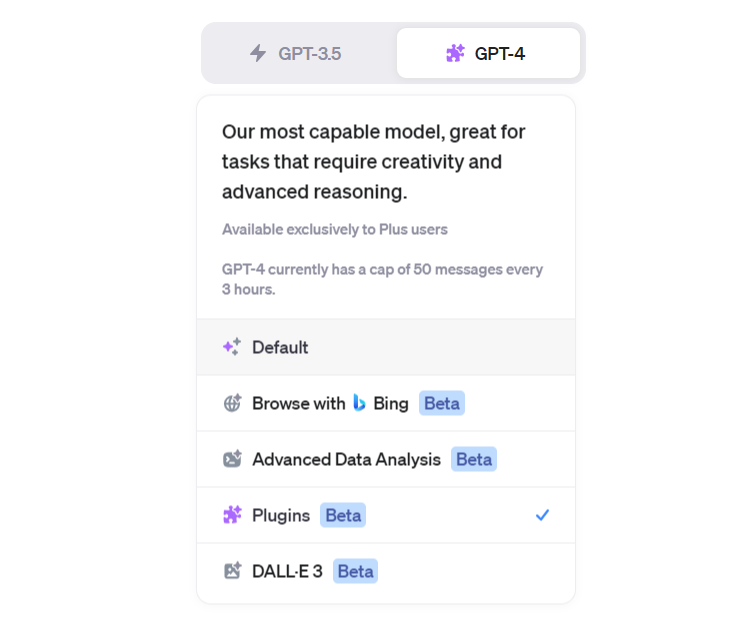 GPT-3.5
GPT-4
Our most capable model, great for
tasks that require creativity and
advanced reasoning.
Available exclusively to Plus users
GPT-4 currently has a cap of 50 messages every
3 hours.
Default
Browse with Bing Beta
Advanced Data Analysis Beta
Plugins Beta
DALL·E 3 Beta